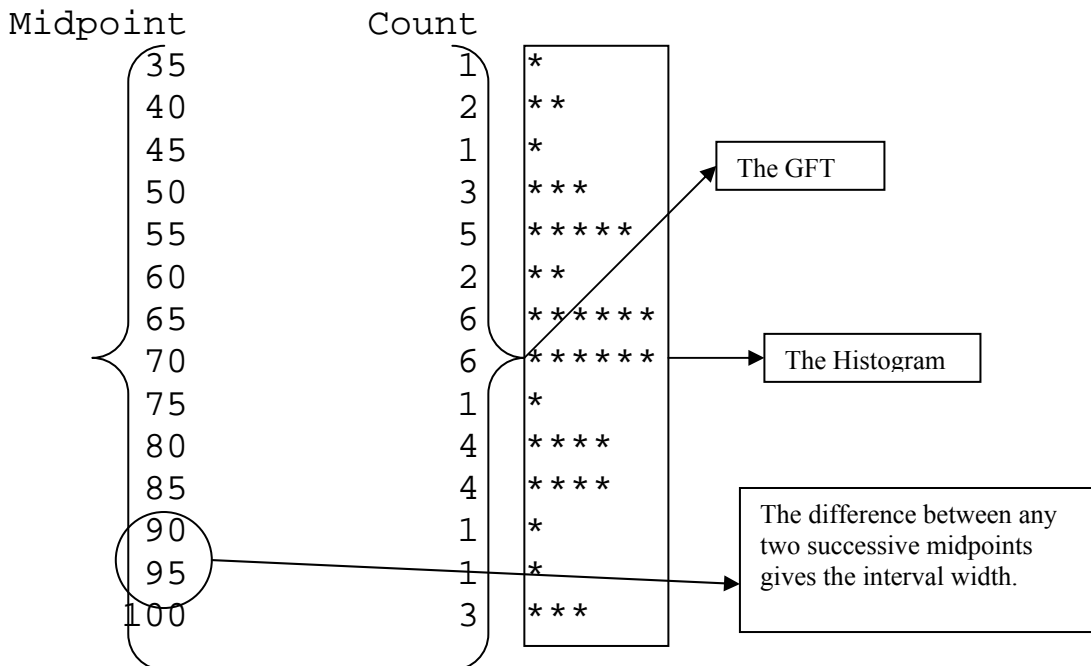 Midpoint Count
35 1 *
40 2 **
45 1 *
50 3 ***
55 5 *****
60 2 **
65 6 ******
70 6 ******
75 1 *
80 4 ****
85 4 ****
90 1 *
95 1 *
100 3 ***
The GFT
The Histogram
The difference between any
two successive midpoints
gives the interval width.